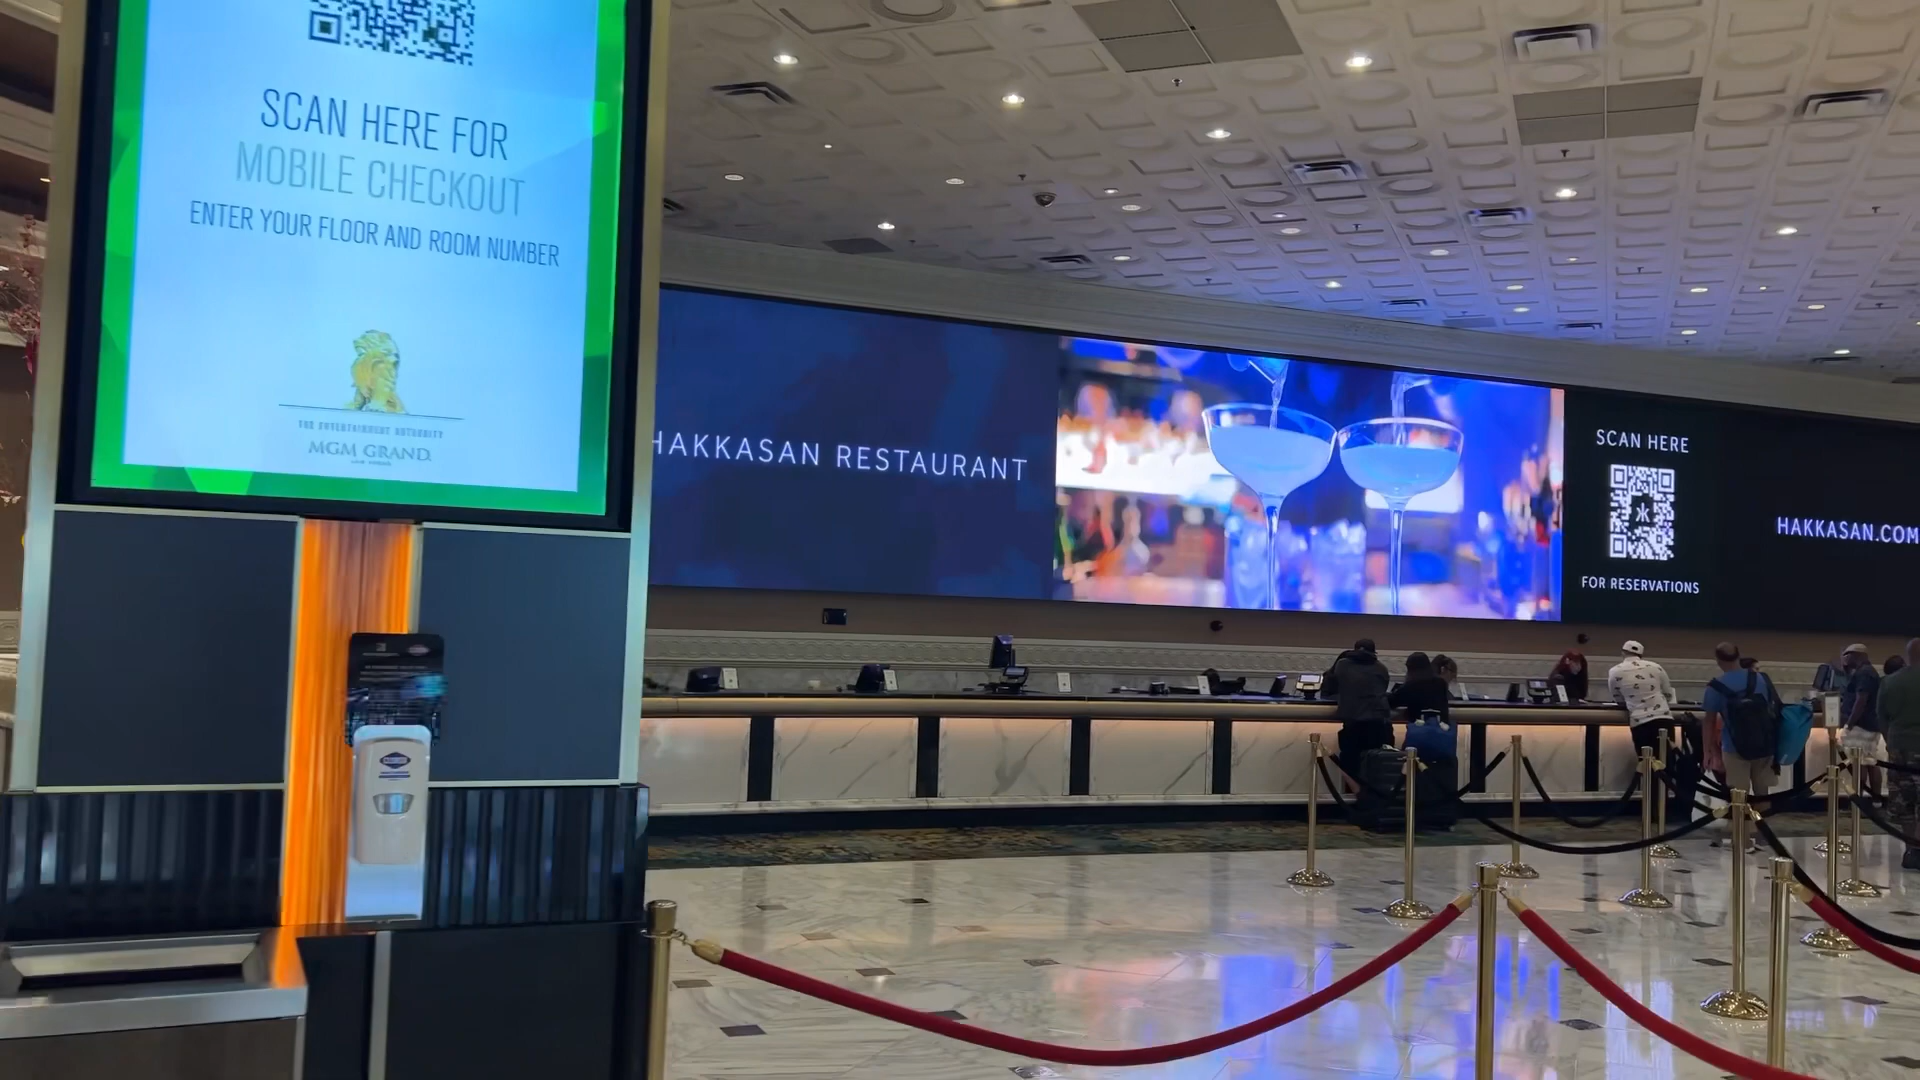 SCAN HERE FOR
MOBILE CHECKOUT
ENTER YOUR FLOOR AND ROOM NUMBER
THE ENTERTAINMENT AUTHORITY
MGM GRAND
HAKKASAN RESTAURANT
SCAN HERE
FOR RESERVATIONS
HAKKASAN.COM